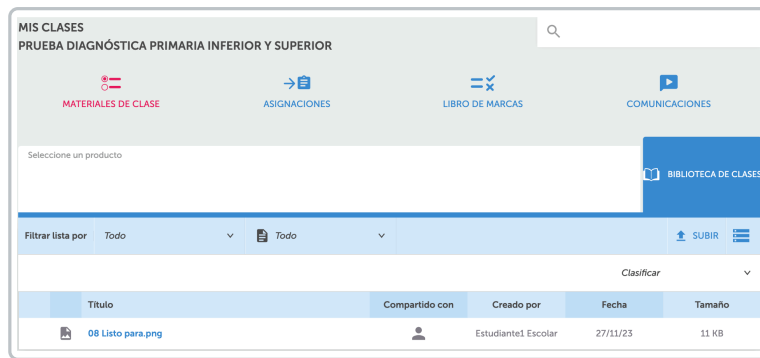 MIS CLASES
PRUEBA DIAGNÓSTICA PRIMARIA INFERIOR Y SUPERIOR
MATERIALES DE CLASE
ASIGNACIONES
LIBRO DE MARCAS
COMUNICACIONES
Seleccione un producto
BIBLIOTECA DE CLASES
Filtrar lista por Todo Todo SUBIR
Clasificar
Título Compartido con Creado por Fecha Tamaño
08 Listo para.png Estudiante1 Escolar 27/11/23 11 KB